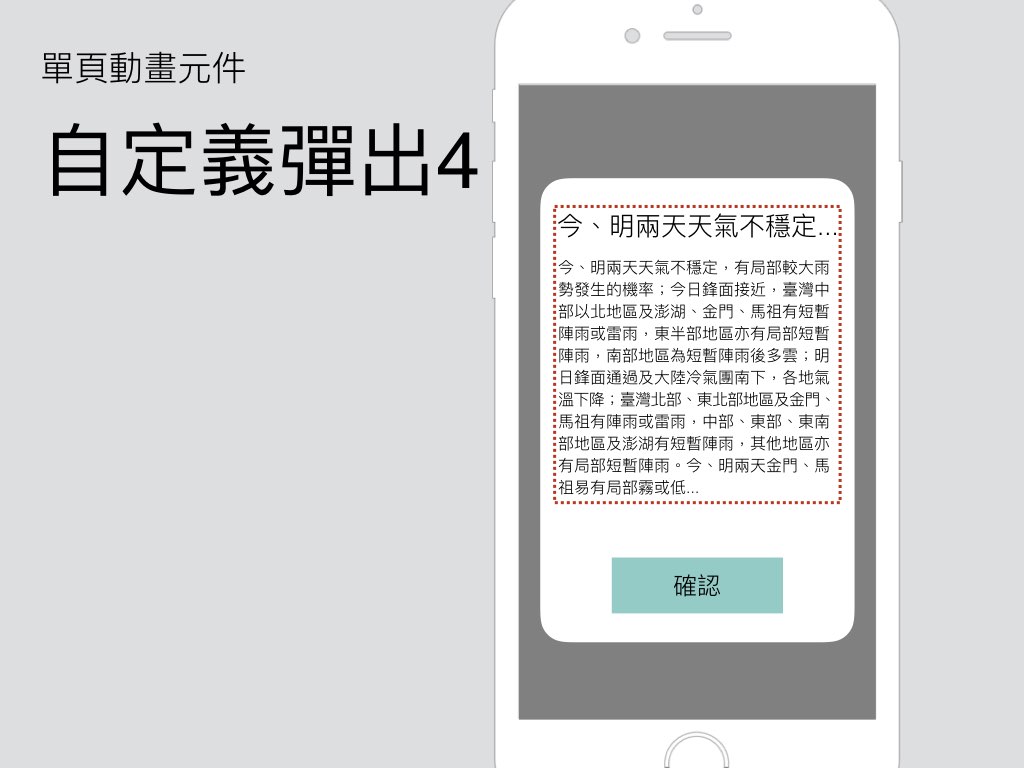 單頁動畫元件
自定義彈出4
今、明兩天天氣不穩定...
今、明兩天天氣不穩定，有局部較大雨
勢發生的機率；今日鋒面接近，臺灣中
部以北地區及澎湖、金門、馬祖有短暫
陣雨或雷雨，東半部地區亦有局部短暫
陣雨，南部地區為短暫陣雨後多雲；明
日鋒面通過及大陸冷氣團南下，各地氣
溫下降；臺灣北部、東北部地區及金門、
馬祖有陣雨或雷雨，中部、東部、東南
部地區及澎湖有短暫陣雨，其他地區亦
有局部短暫陣雨。今、明兩天金門、馬
祖易有局部霧或低...
確認